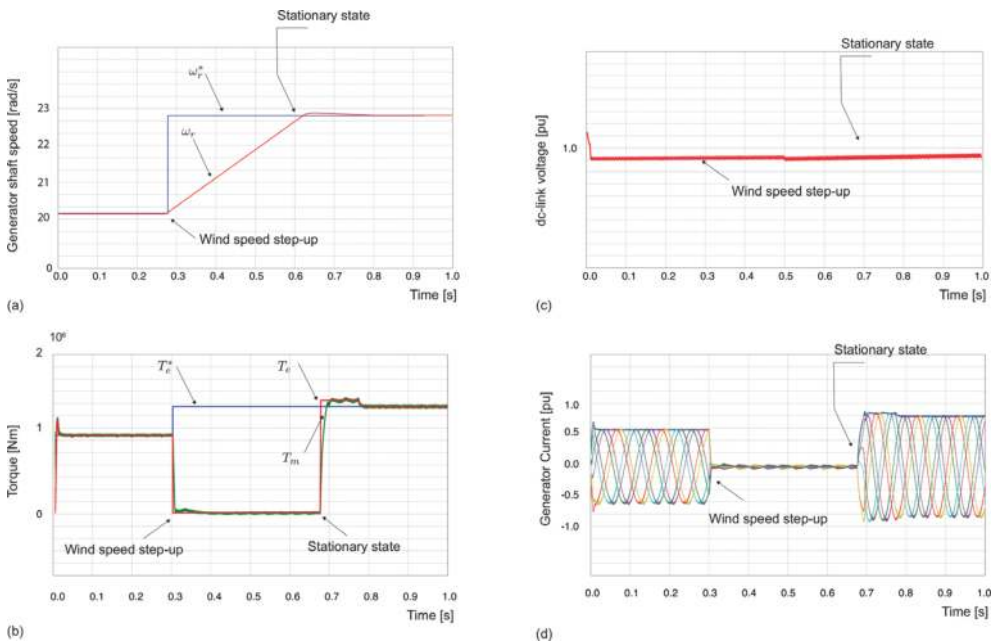 Stationary state
Generator shaft speed [rad/s]
23
22
21
20
0
ω*r
ωr
Wind speed step-up
0.0 0.1 0.2 0.3 0.4 0.5 0.6 0.7 0.8 0.9 1.0
Time [s]
(a)
Stationary state
dc-link voltage [pu]
1.0
Wind speed step-up
0.0 0.1 0.2 0.3 0.4 0.5 0.6 0.7 0.8 0.9 1.0
Time [s]
(c)
10⁶
Torque [Nm]
2
1
0
T*e
Te
Tm
Wind speed step-up
Stationary state
0.0 0.1 0.2 0.3 0.4 0.5 0.6 0.7 0.8 0.9 1.0
Time [s]
(b)
Stationary state
Generator Current [pu]
1.0
0.5
0.0
-0.5
-1.0
Wind speed step-up
0.0 0.1 0.2 0.3 0.4 0.5 0.6 0.7 0.8 0.9 1.0
Time [s]
(d)